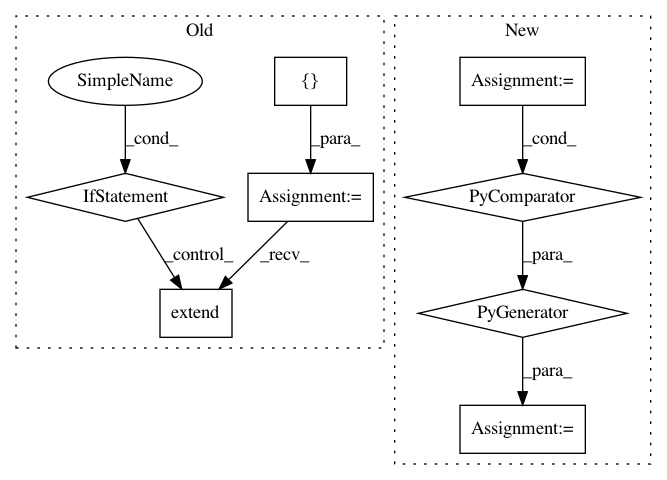 Old
New
SimpleName
{}
Assignment:=
_cond_
_para_
_cond_
IfStatement
Assignment:=
PyComparator
_control_
_recv_
_para_
extend
PyGenerator
_para_
Assignment:=